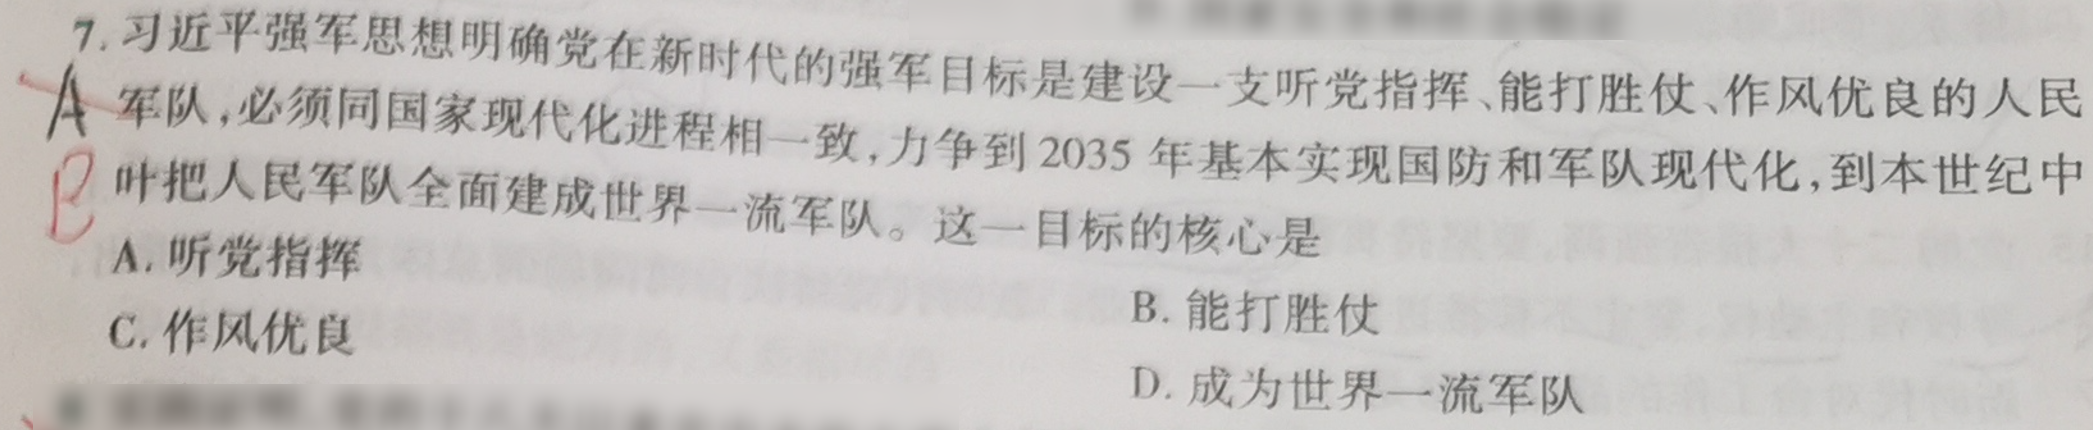 7. 习近平强军思想明确党在新时代的强军目标是建设一支听党指挥、能打胜仗、作风优良的人民
A 军队,必须同国家现代化进程相一致,力争到2035年基本实现国防和军队现代化,到本世纪中
B 叶把人民军队全面建成世界一流军队。这一目标的核心是
A. 听党指挥
B. 能打胜仗
C. 作风优良
D. 成为世界一流军队